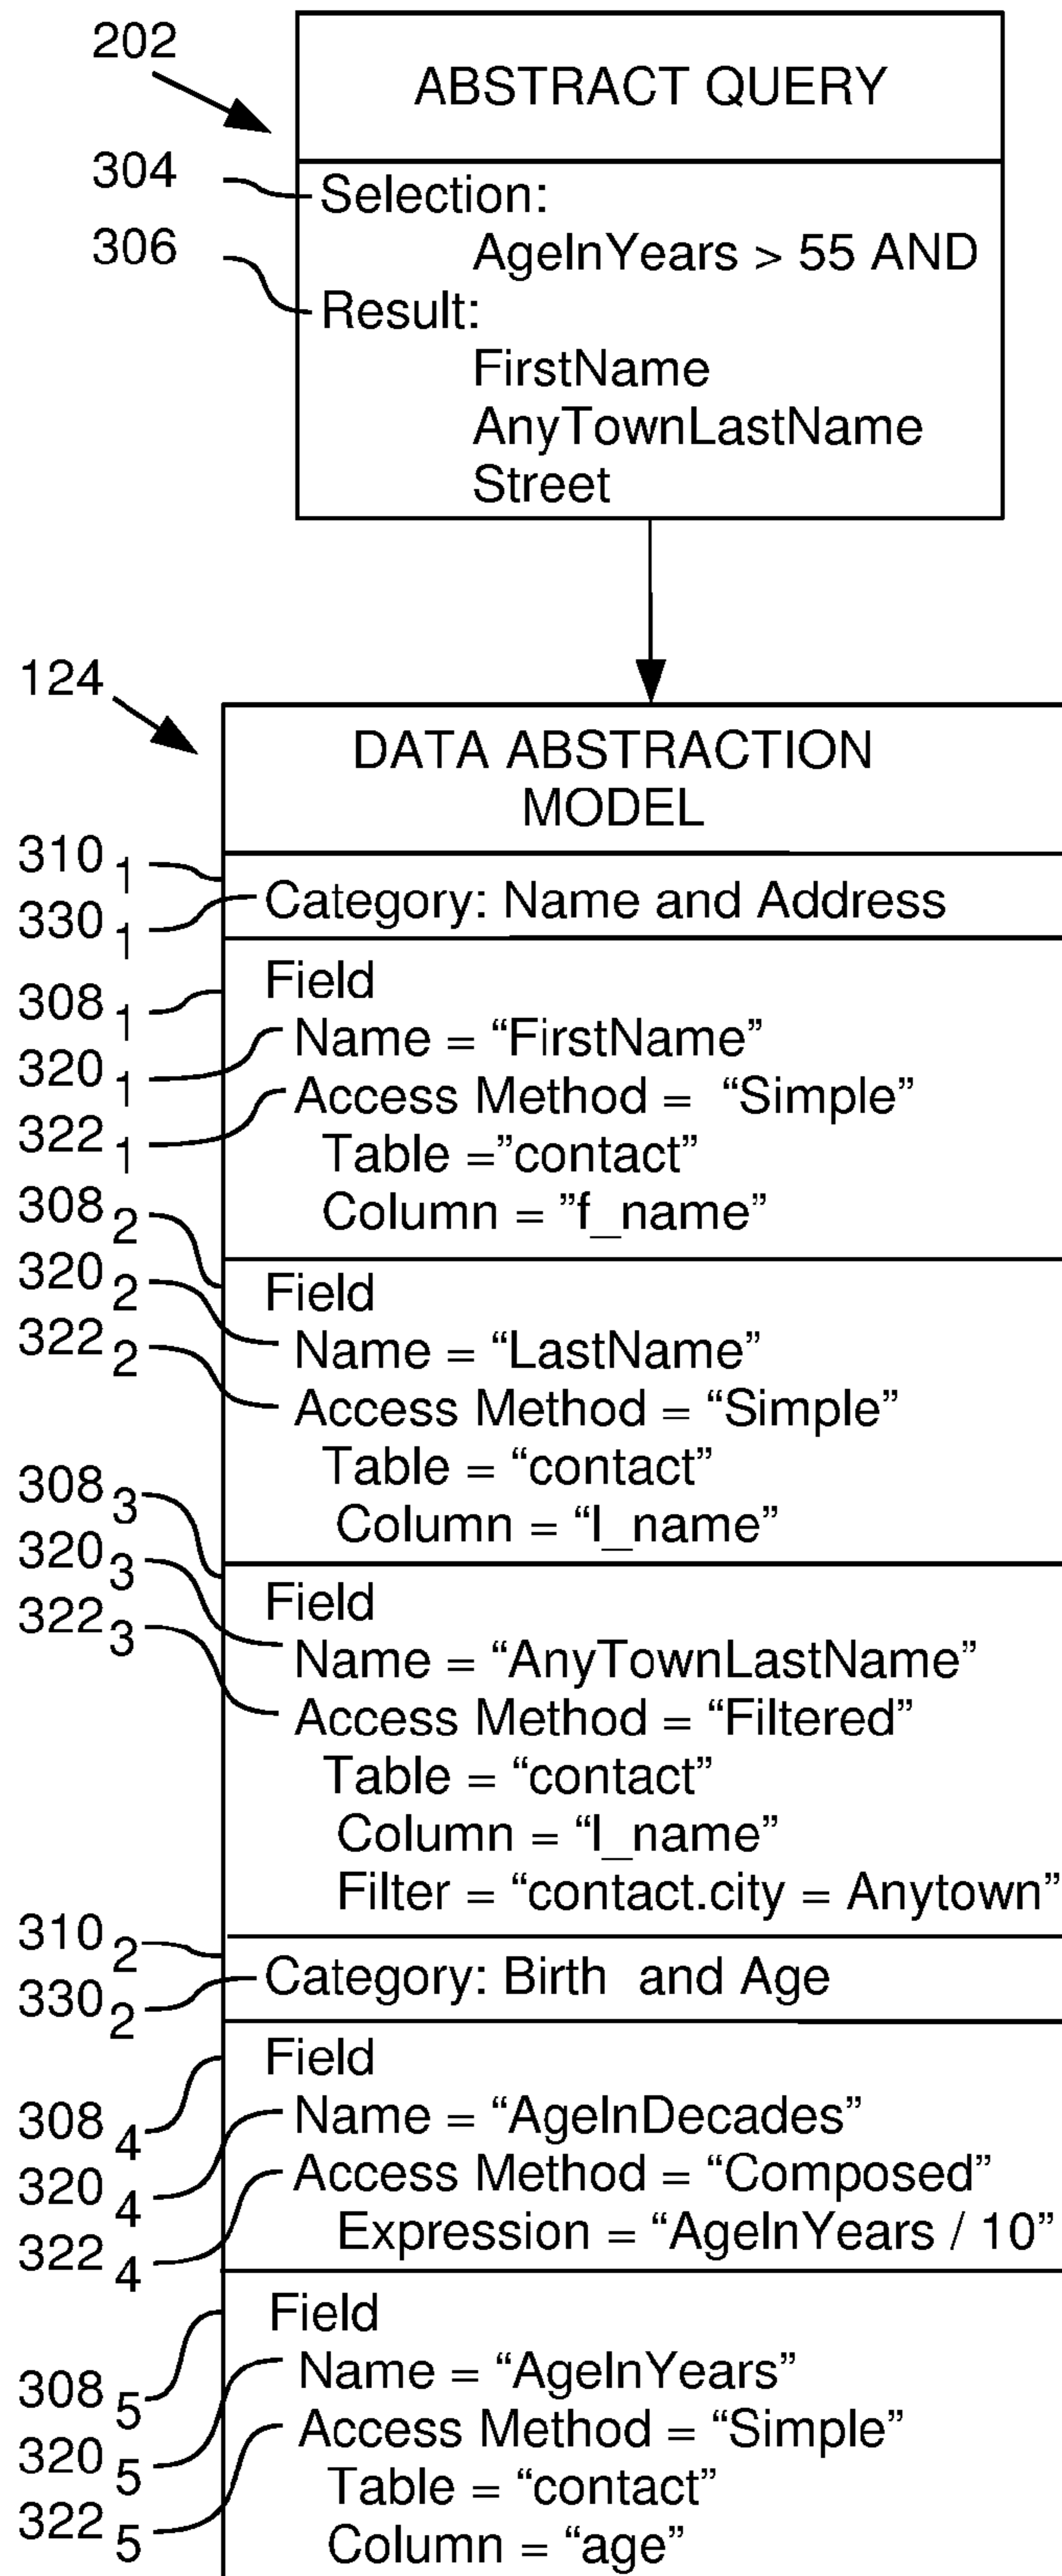 202
ABSTRACT QUERY
304
Selection:
306
AgeInYears > 55 AND
Result:
FirstName
AnyTownLastName
Street
124
DATA ABSTRACTION
MODEL
310 1
330 1
Category: Name and Address
308 1
Field
320 1
Name = “FirstName”
322 1
Access Method = “Simple”
Table =”contact”
Column = ”f_name”
308 2
320 2
Field
322 2
Name = “LastName”
Access Method = “Simple”
Table = “contact”
308 3
Column = “l_name”
320 3
Field
322 3
Name = “AnyTownLastName”
Access Method = “Filtered”
Table = “contact”
Column = “l_name”
Filter = “contact.city = Anytown”
310 2
330 2
Category: Birth and Age
Field
308 4
Name = “AgeInDecades”
320 4
Access Method = “Composed”
322 4
Expression = “AgeInYears / 10”
Field
308 5
Name = “AgeInYears”
320 5
Access Method = “Simple”
322 5
Table = “contact”
Column = “age”